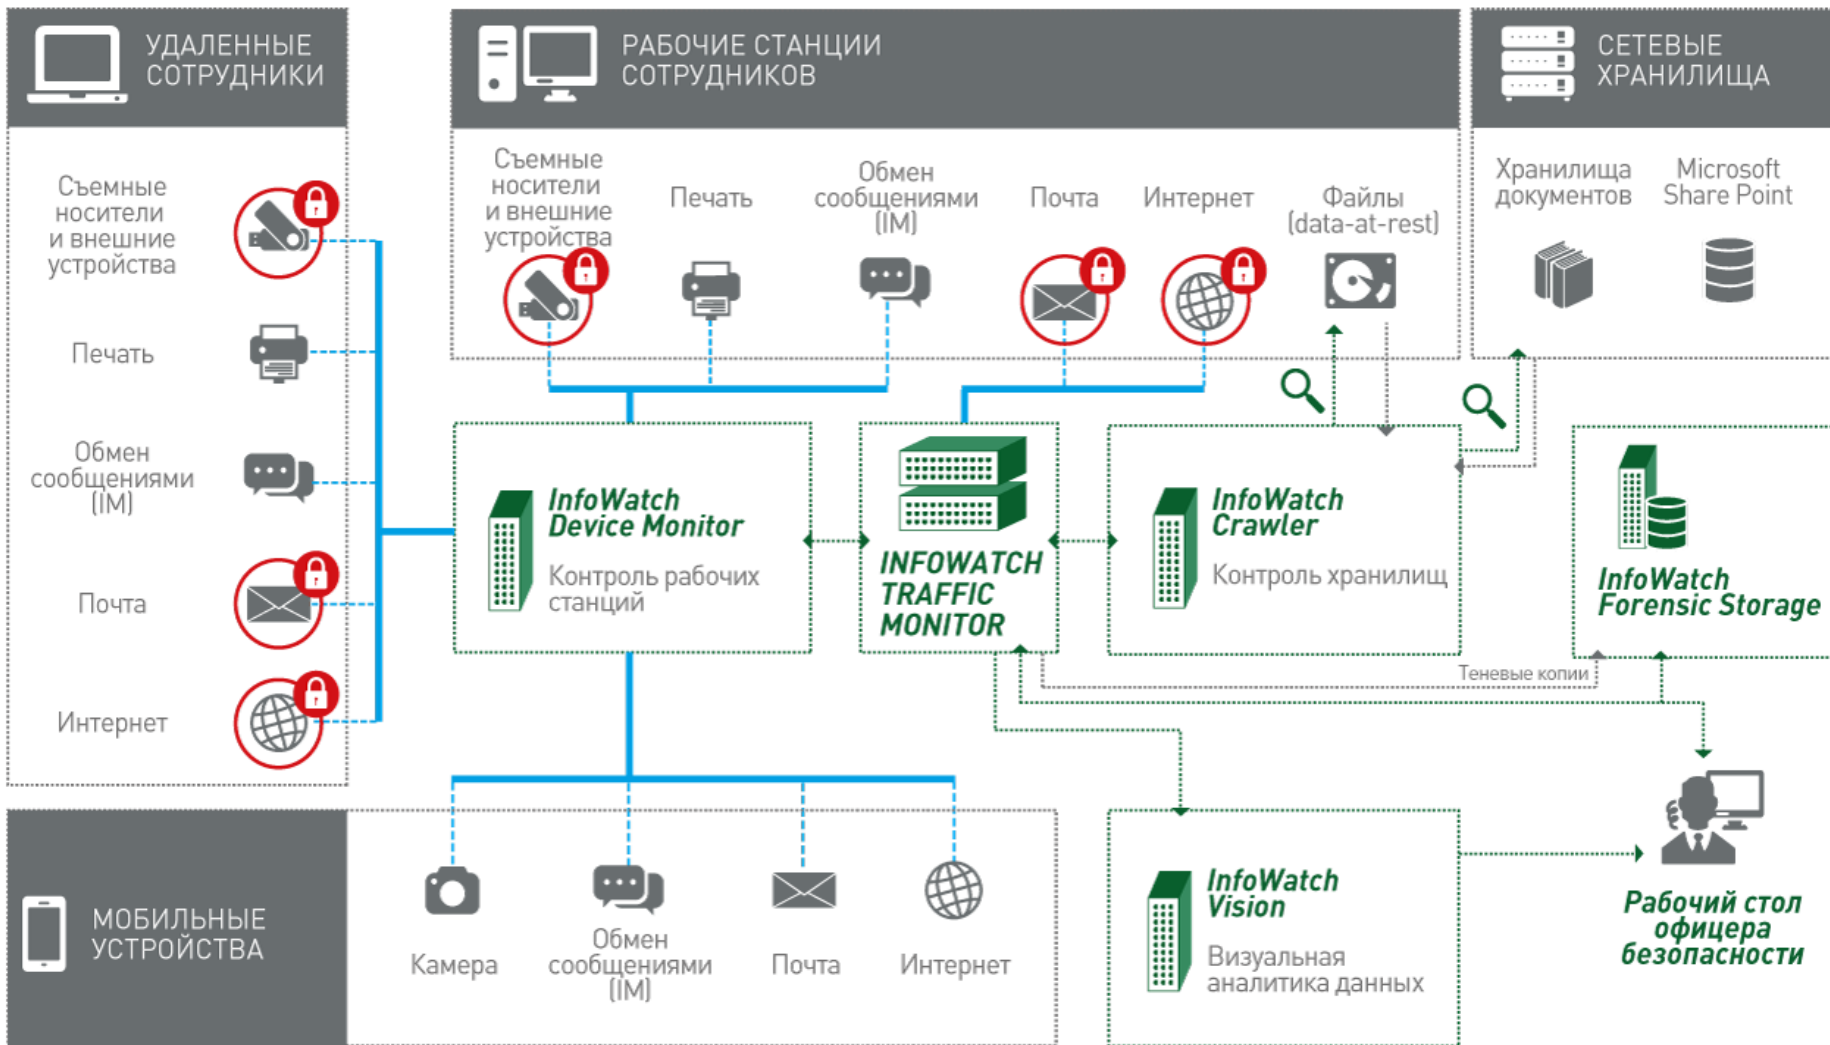 УДАЛЕННЫЕ
СОТРУДНИКИ
Съемные
носители
и внешние
устройства
Печать
Обмен
сообщениями
(IM)
Почта
Интернет
РАБОЧИЕ СТАНЦИИ
СОТРУДНИКОВ
Съемные
носители
и внешние
устройства
Печать
Обмен
сообщениями
(IM)
Почта
Интернет
Файлы
(data-at-rest)
СЕТЕВЫЕ
ХРАНИЛИЩА
Хранилища
документов
Microsoft
Share Point
InfoWatch
Device Monitor
Контроль рабочих
станций
INFOWATCH
TRAFFIC
MONITOR
InfoWatch
Crawler
Контроль хранилищ
InfoWatch
Forensic Storage
Теневые копии
МОБИЛЬНЫЕ
УСТРОЙСТВА
Камера
Обмен
сообщениями
(IM)
Почта
Интернет
InfoWatch
Vision
Визуальная
аналитика данных
Рабочий стол
офицера
безопасности